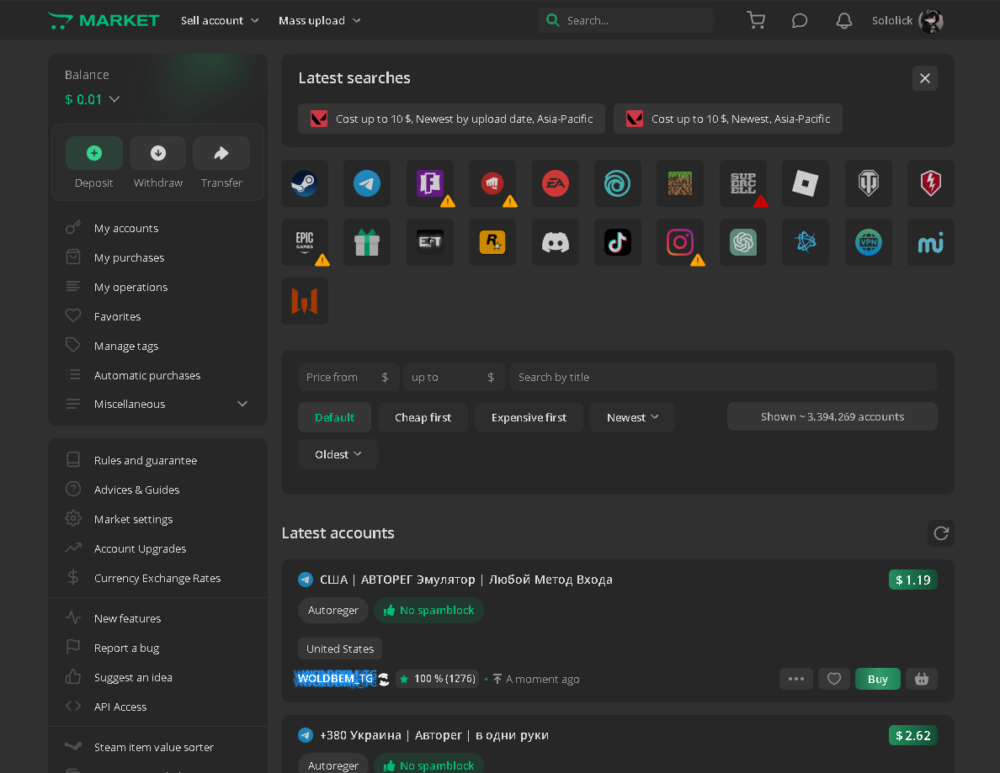 MARKET
Sell account
Mass upload
Search...
Sololick
Balance
$ 0.01
Deposit
Withdraw
Transfer
My accounts
My purchases
My operations
Favorites
Manage tags
Automatic purchases
Miscellaneous
Rules and guarantee
Advices & Guides
Market settings
Account Upgrades
Currency Exchange Rates
New features
Report a bug
Suggest an idea
API Access
Steam item value sorter
Latest searches
Cost up to 10 $, Newest by upload date, Asia-Pacific
Cost up to 10 $, Newest, Asia-Pacific
EA
SUPERCELL
EPIC
GAMES
EFT
R
VPN
Price from $
up to $
Search by title
Default
Cheap first
Expensive first
Newest
Shown ~ 3,394,269 accounts
Oldest
Latest accounts
США | АВТОРЕГ Эмулятор | Любой Метод Входа
$ 1.19
Autoreger
No spamblock
United States
WOLDBEM_TG
100 % (1276)
A moment ago
Buy
+380 Украина | Авторег | в одни руки
$ 2.62
Autoreger
No spamblock